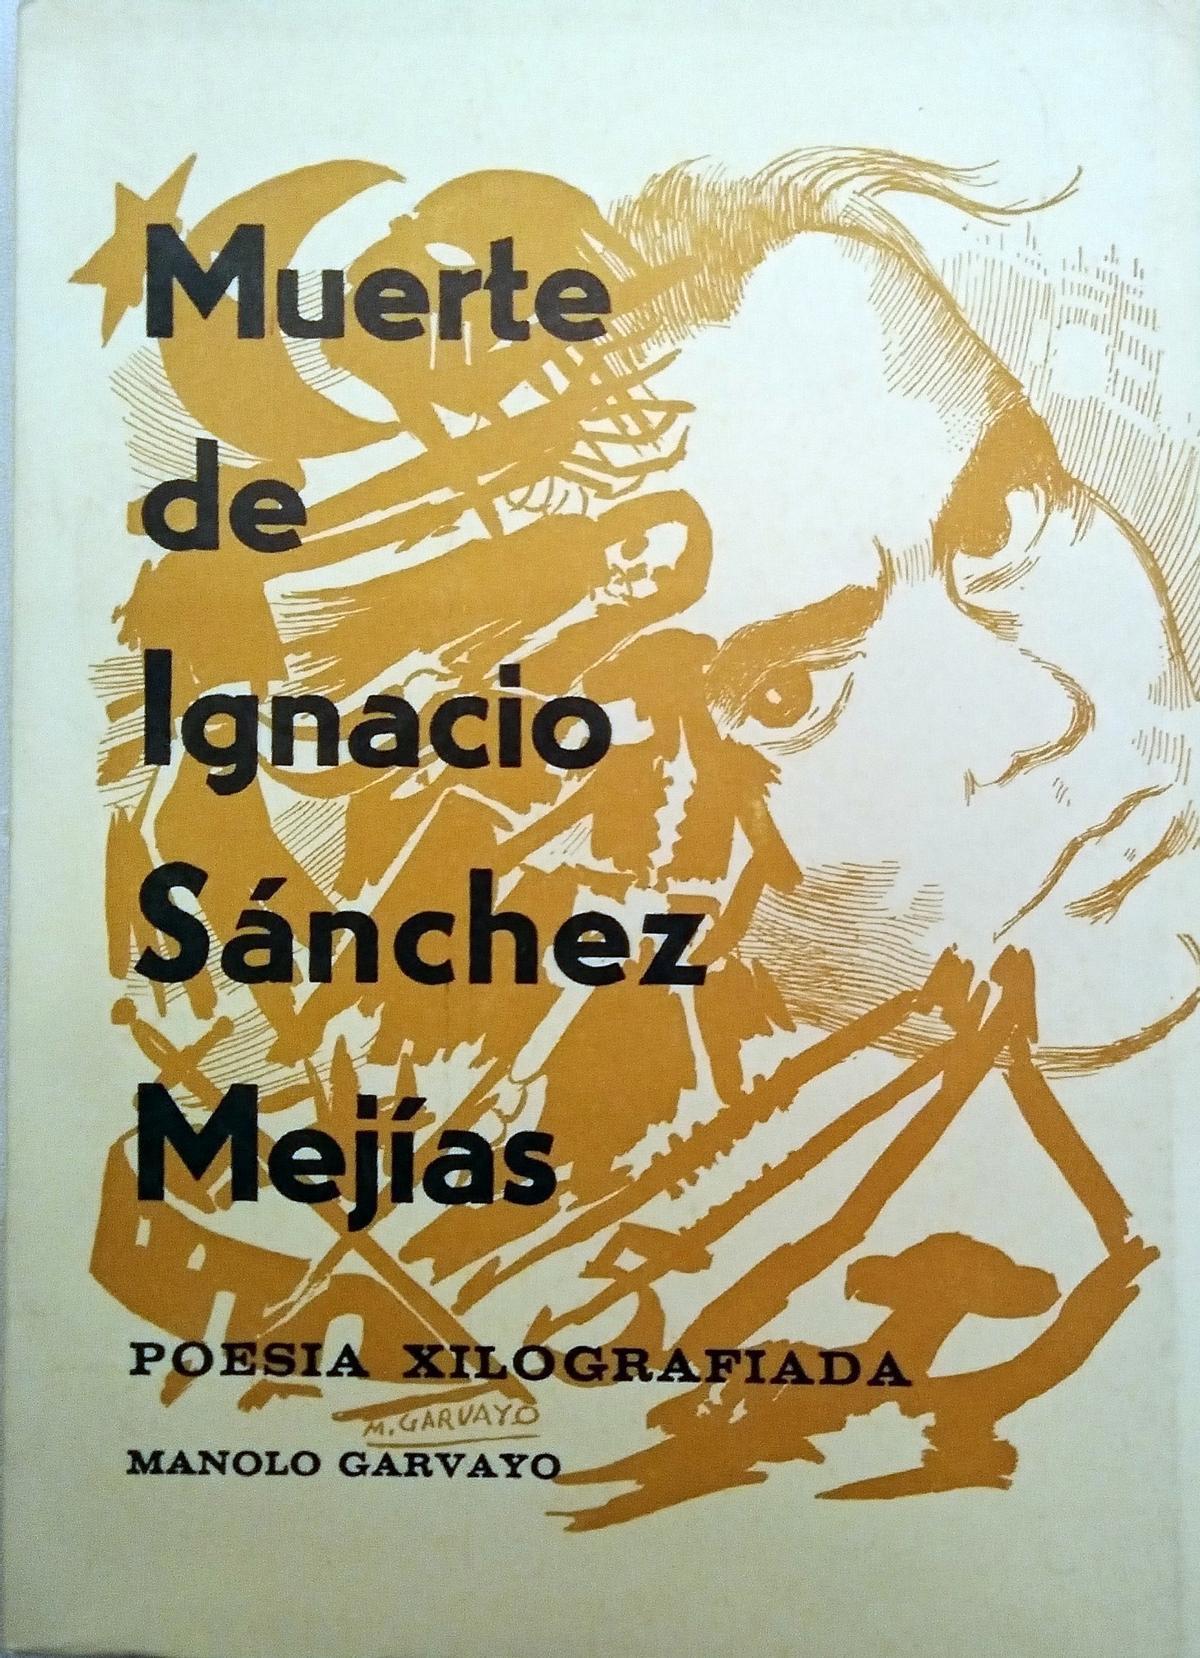 Muerte
de
Ignacio
Sánchez
Mejías
POESIA XILOGRAFIADA
M. GARVAYO
MANOLO GARVAYO